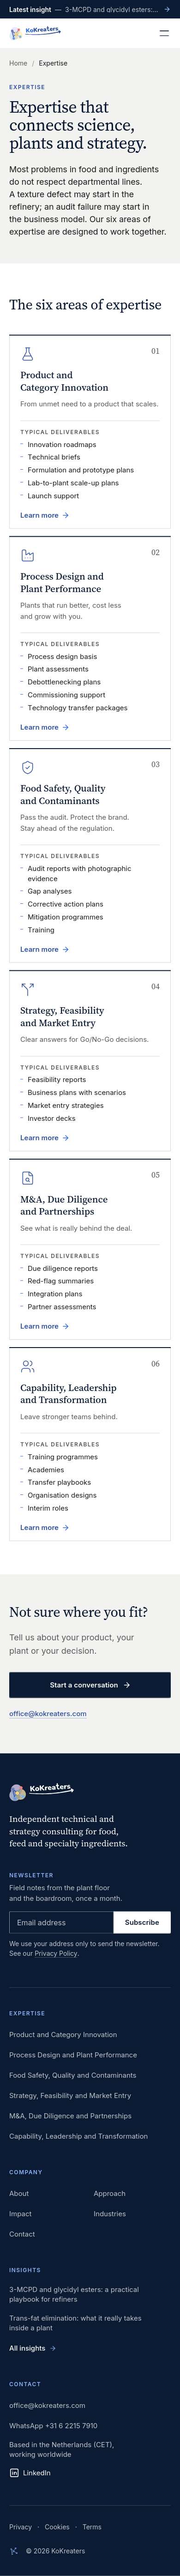 Latest insight — 3-MCPD and glycidyl esters:...
KoKreaters.
Home / Expertise
EXPERTISE
Expertise that
connects science,
plants and strategy.
Most problems in food and ingredients
do not respect departmental lines.
A texture defect may start in the
refinery; an audit failure may start in
the business model. Our six areas of
expertise are designed to work together.
The six areas of expertise
01
Product and
Category Innovation
From unmet need to a product that scales.
TYPICAL DELIVERABLES
– Innovation roadmaps
– Technical briefs
– Formulation and prototype plans
– Lab-to-plant scale-up plans
– Launch support
Learn more →
02
Process Design and
Plant Performance
Plants that run better, cost less
and grow with you.
TYPICAL DELIVERABLES
– Process design basis
– Plant assessments
– Debottlenecking plans
– Commissioning support
– Technology transfer packages
Learn more →
03
Food Safety, Quality
and Contaminants
Pass the audit. Protect the brand.
Stay ahead of the regulation.
TYPICAL DELIVERABLES
– Audit reports with photographic
evidence
– Gap analyses
– Corrective action plans
– Mitigation programmes
– Training
Learn more →
04
Strategy, Feasibility
and Market Entry
Clear answers for Go/No-Go decisions.
TYPICAL DELIVERABLES
– Feasibility reports
– Business plans with scenarios
– Market entry strategies
– Investor decks
Learn more →
05
M&A, Due Diligence
and Partnerships
See what is really behind the deal.
TYPICAL DELIVERABLES
– Due diligence reports
– Red-flag summaries
– Integration plans
– Partner assessments
Learn more →
06
Capability, Leadership
and Transformation
Leave stronger teams behind.
TYPICAL DELIVERABLES
– Training programmes
– Academies
– Transfer playbooks
– Organisation designs
– Interim roles
Learn more →
Not sure where you fit?
Tell us about your product, your
plant or your decision.
Start a conversation →
office@kokreaters.com
KoKreaters.
Independent technical and
strategy consulting for food,
feed and specialty ingredients.
NEWSLETTER
Field notes from the plant floor
and the boardroom, once a month.
Email address Subscribe
We use your address only to send the newsletter.
See our Privacy Policy.
EXPERTISE
Product and Category Innovation
Process Design and Plant Performance
Food Safety, Quality and Contaminants
Strategy, Feasibility and Market Entry
M&A, Due Diligence and Partnerships
Capability, Leadership and Transformation
COMPANY
About Approach
Impact Industries
Contact
INSIGHTS
3-MCPD and glycidyl esters: a practical
playbook for refiners
Trans-fat elimination: what it really takes
inside a plant
All insights →
CONTACT
office@kokreaters.com
WhatsApp +31 6 2215 7910
Based in the Netherlands (CET),
working worldwide
LinkedIn
Privacy · Cookies · Terms
© 2026 KoKreaters